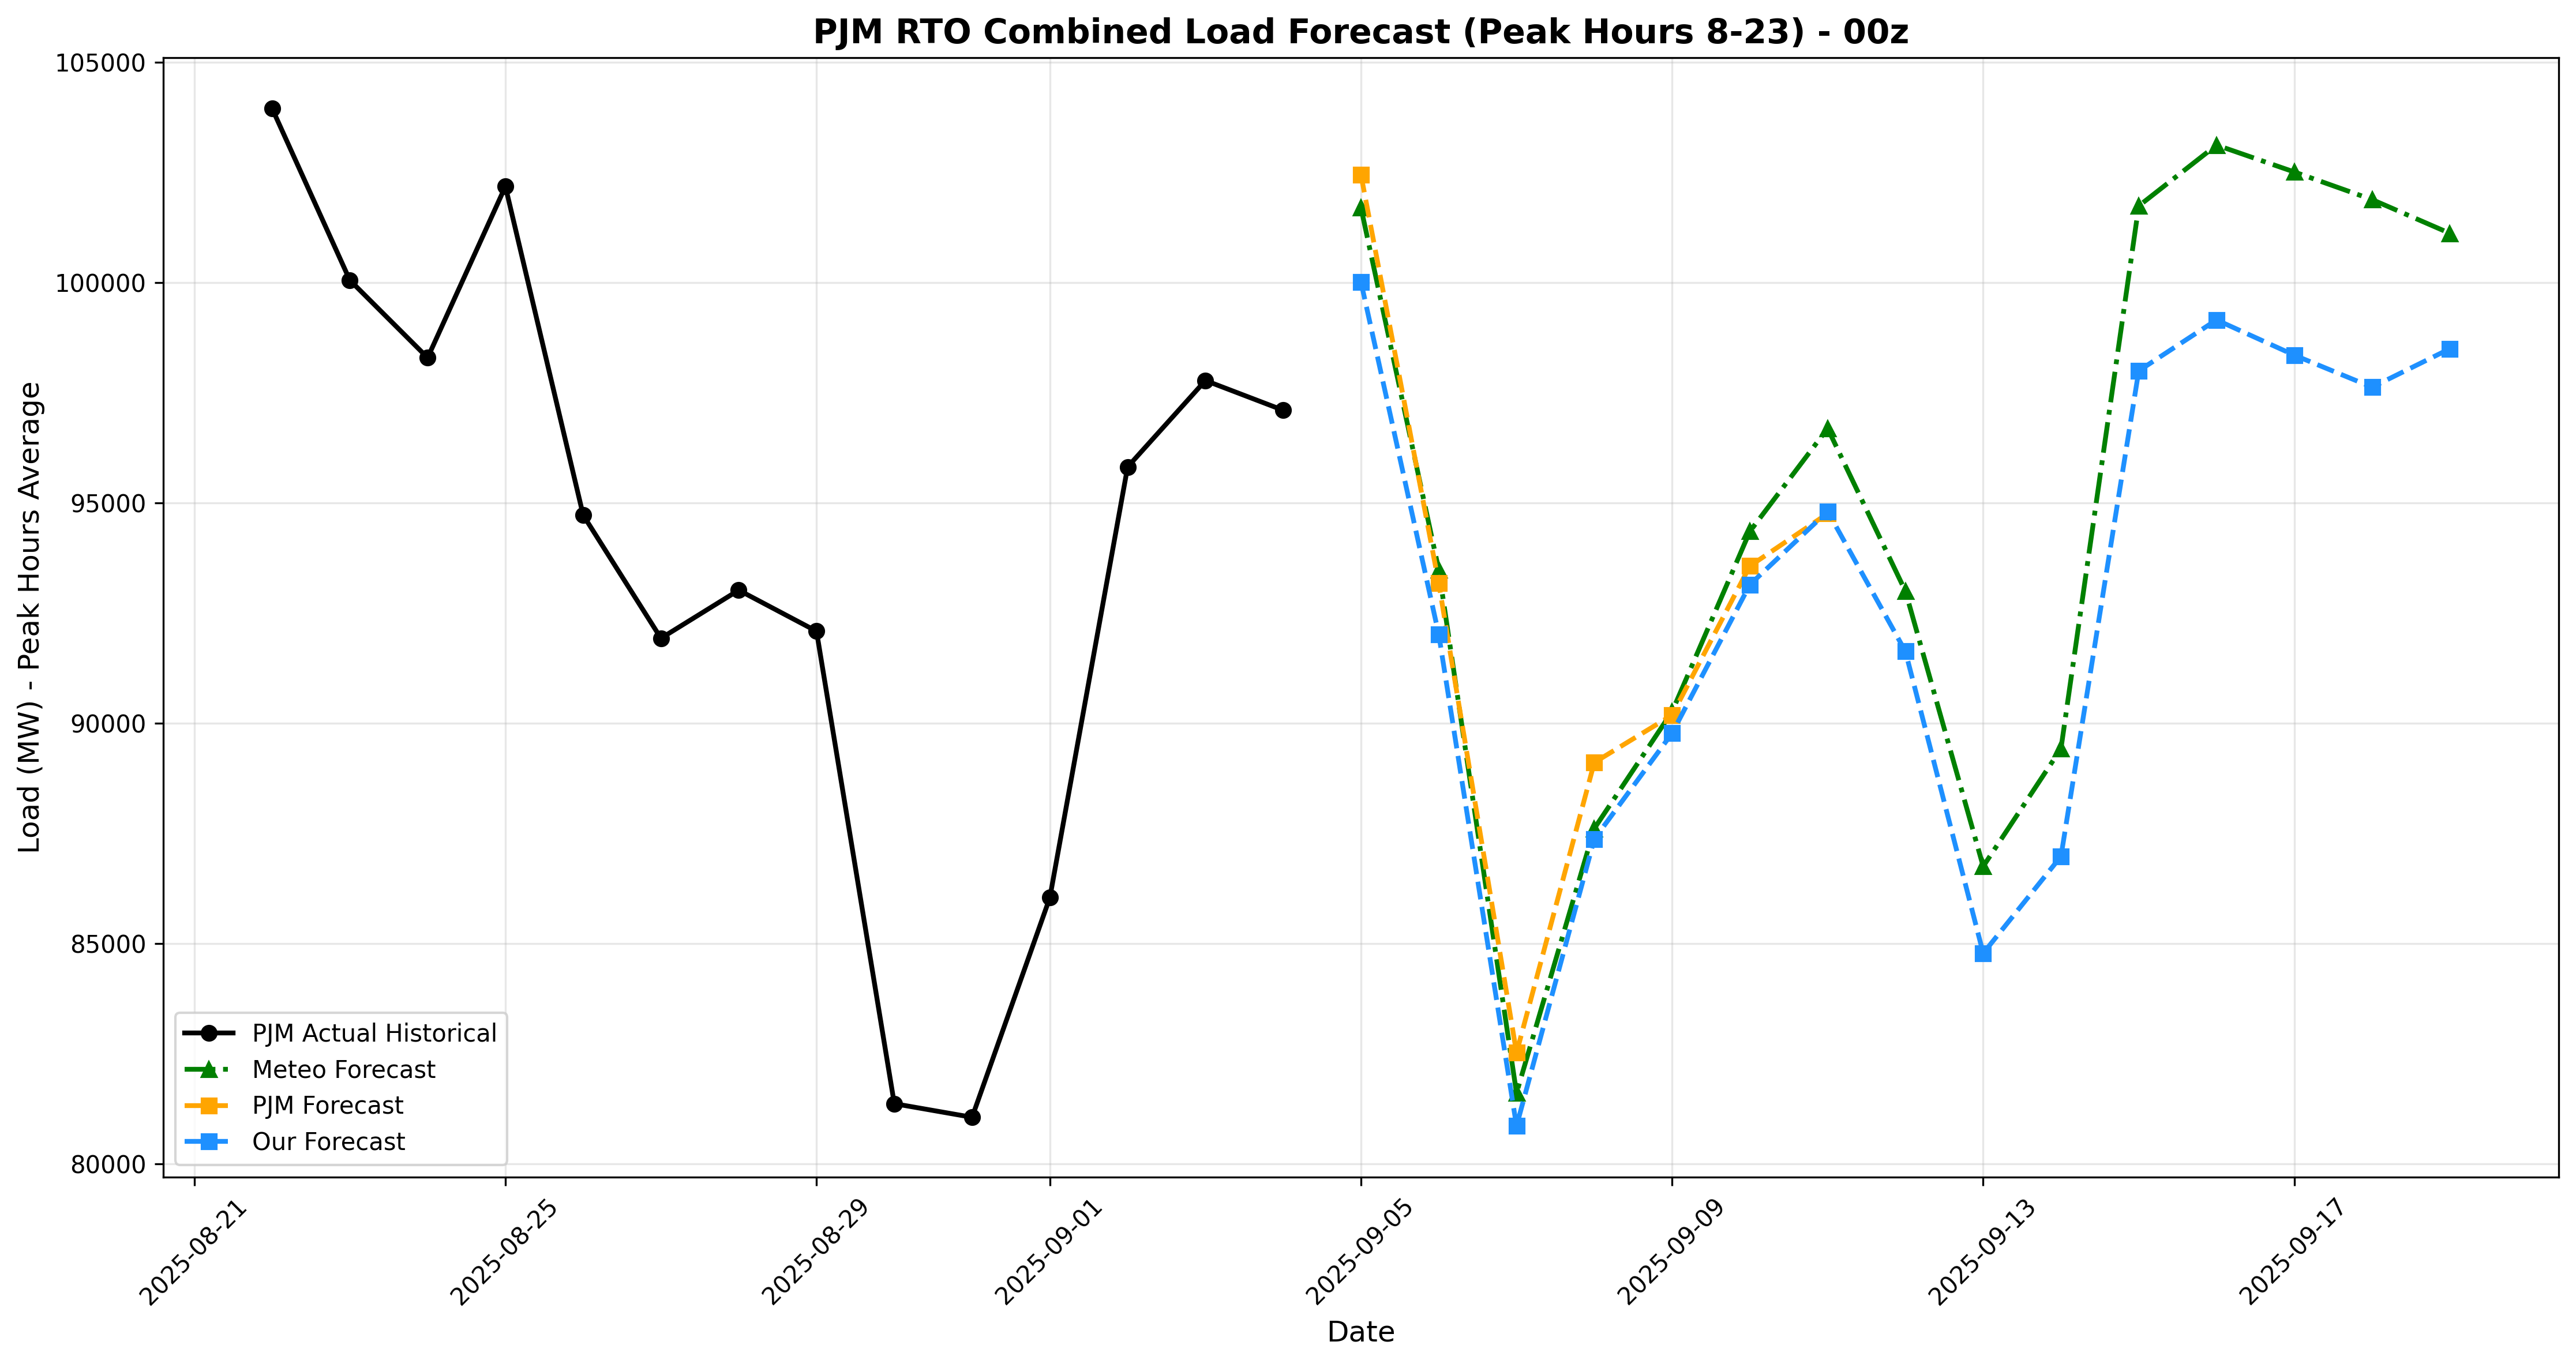 PJM RTO Combined Load Forecast (Peak Hours 8-23) - 00z
Load (MW) - Peak Hours Average
105000
100000
95000
90000
85000
80000
PJM Actual Historical
Meteo Forecast
PJM Forecast
Our Forecast
2025-08-21
2025-08-25
2025-08-29
2025-09-01
2025-09-05
2025-09-09
2025-09-13
2025-09-17
Date